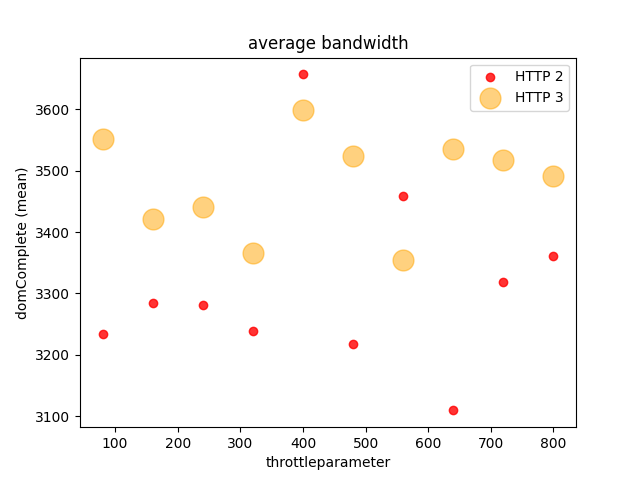 average bandwidth
HTTP 2
HTTP 3
3600
3500
3400
3300
3200
3100
domComplete (mean)
100 200 300 400 500 600 700 800
throttleparameter